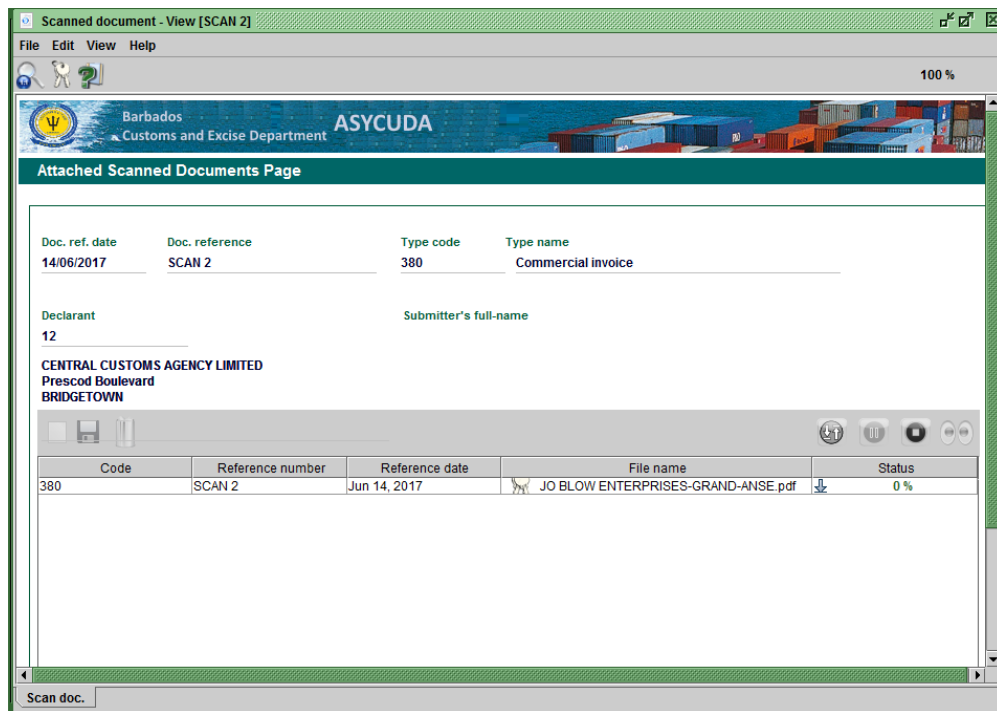 Scanned document - View [SCAN 2]
File Edit View Help
100 %
Barbados
Customs and Excise Department
ASYCUDA
Attached Scanned Documents Page
Doc. ref. date Doc. reference Type code Type name
14/06/2017 SCAN 2 380 Commercial invoice
Declarant Submitter's full-name
12
CENTRAL CUSTOMS AGENCY LIMITED
Prescod Boulevard
BRIDGETOWN
Code Reference number Reference date File name Status
380 SCAN 2 Jun 14, 2017 JO BLOW ENTERPRISES-GRAND-ANSE.pdf 0 %
Scan doc.